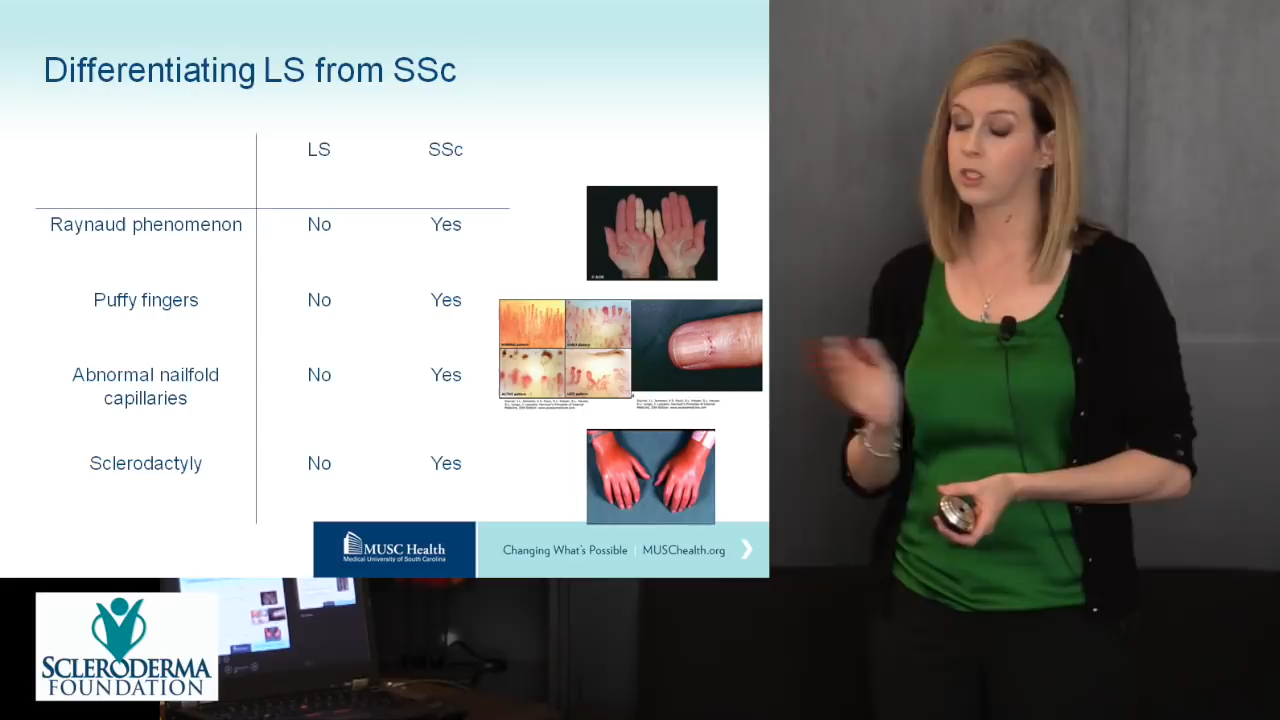 Differentiating LS from SSc
LS SSc
Raynaud phenomenon No Yes
Puffy fingers No Yes
Abnormal nailfold No Yes
capillaries
Sclerodactyly No Yes
MUSC Health
Medical University of South Carolina
Changing What's Possible | MUSChealth.org
SCLERODERMA
FOUNDATION